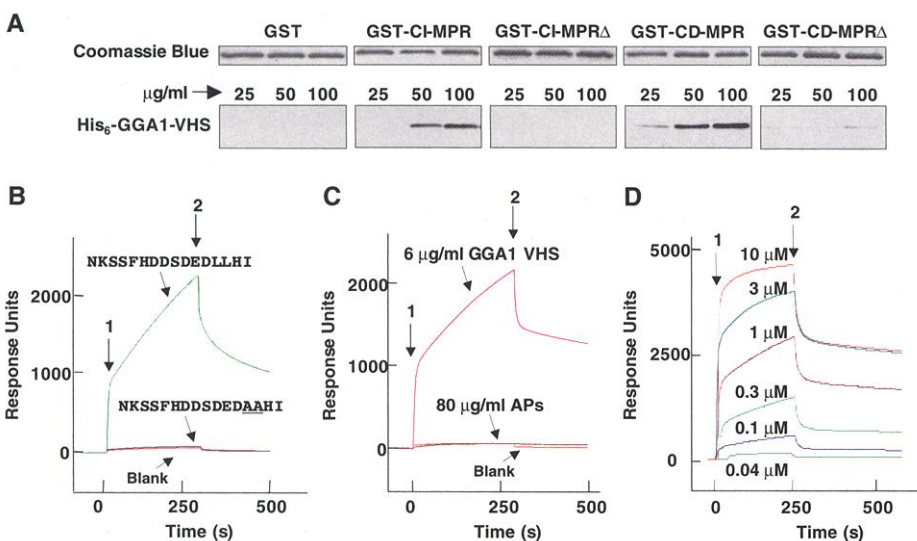 A
GST GST-CI-MPR GST-CI-MPRΔ GST-CD-MPR GST-CD-MPRΔ
Coomassie Blue
µg/ml 25 50 100 25 50 100 25 50 100 25 50 100 25 50 100
His6-GGA1-VHS
B
2
NKSSFHDDSDEDLLHI
2000
1
1000
NKSSFHDDSDEDAAHI
0
Blank
0 250 500
Time (s)
Response Units
C
2
6 µg/ml GGA1 VHS
2000
1
1000
80 µg/ml APs
0
Blank
0 250 500
Time (s)
Response Units
D
1 2
5000
10 µM
3 µM
1 µM
2500
0.3 µM
0.1 µM
0
0.04 µM
0 250 500
Time (s)
Response Units